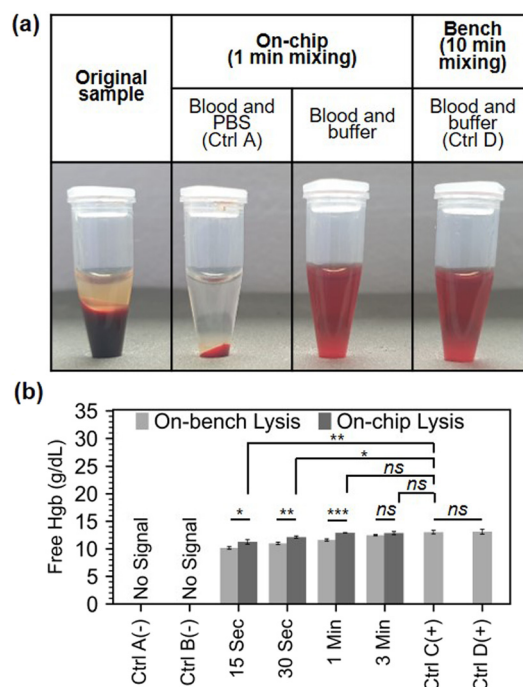 (a)
Original
sample
On-chip
(1 min mixing)
Bench
(10 min
mixing)
Blood and
PBS
(Ctrl A)
Blood and
buffer
Blood and
buffer
(Ctrl D)
(b)
Free Hgb (g/dL)
35
30
25
20
15
10
5
0
On-bench Lysis
On-chip Lysis
**
*
ns
ns
No Signal
No Signal
*
**
***
ns
ns
Ctrl A(-)
Ctrl B(-)
15 Sec
30 Sec
1 Min
3 Min
Ctrl C(+)
Ctrl D(+)